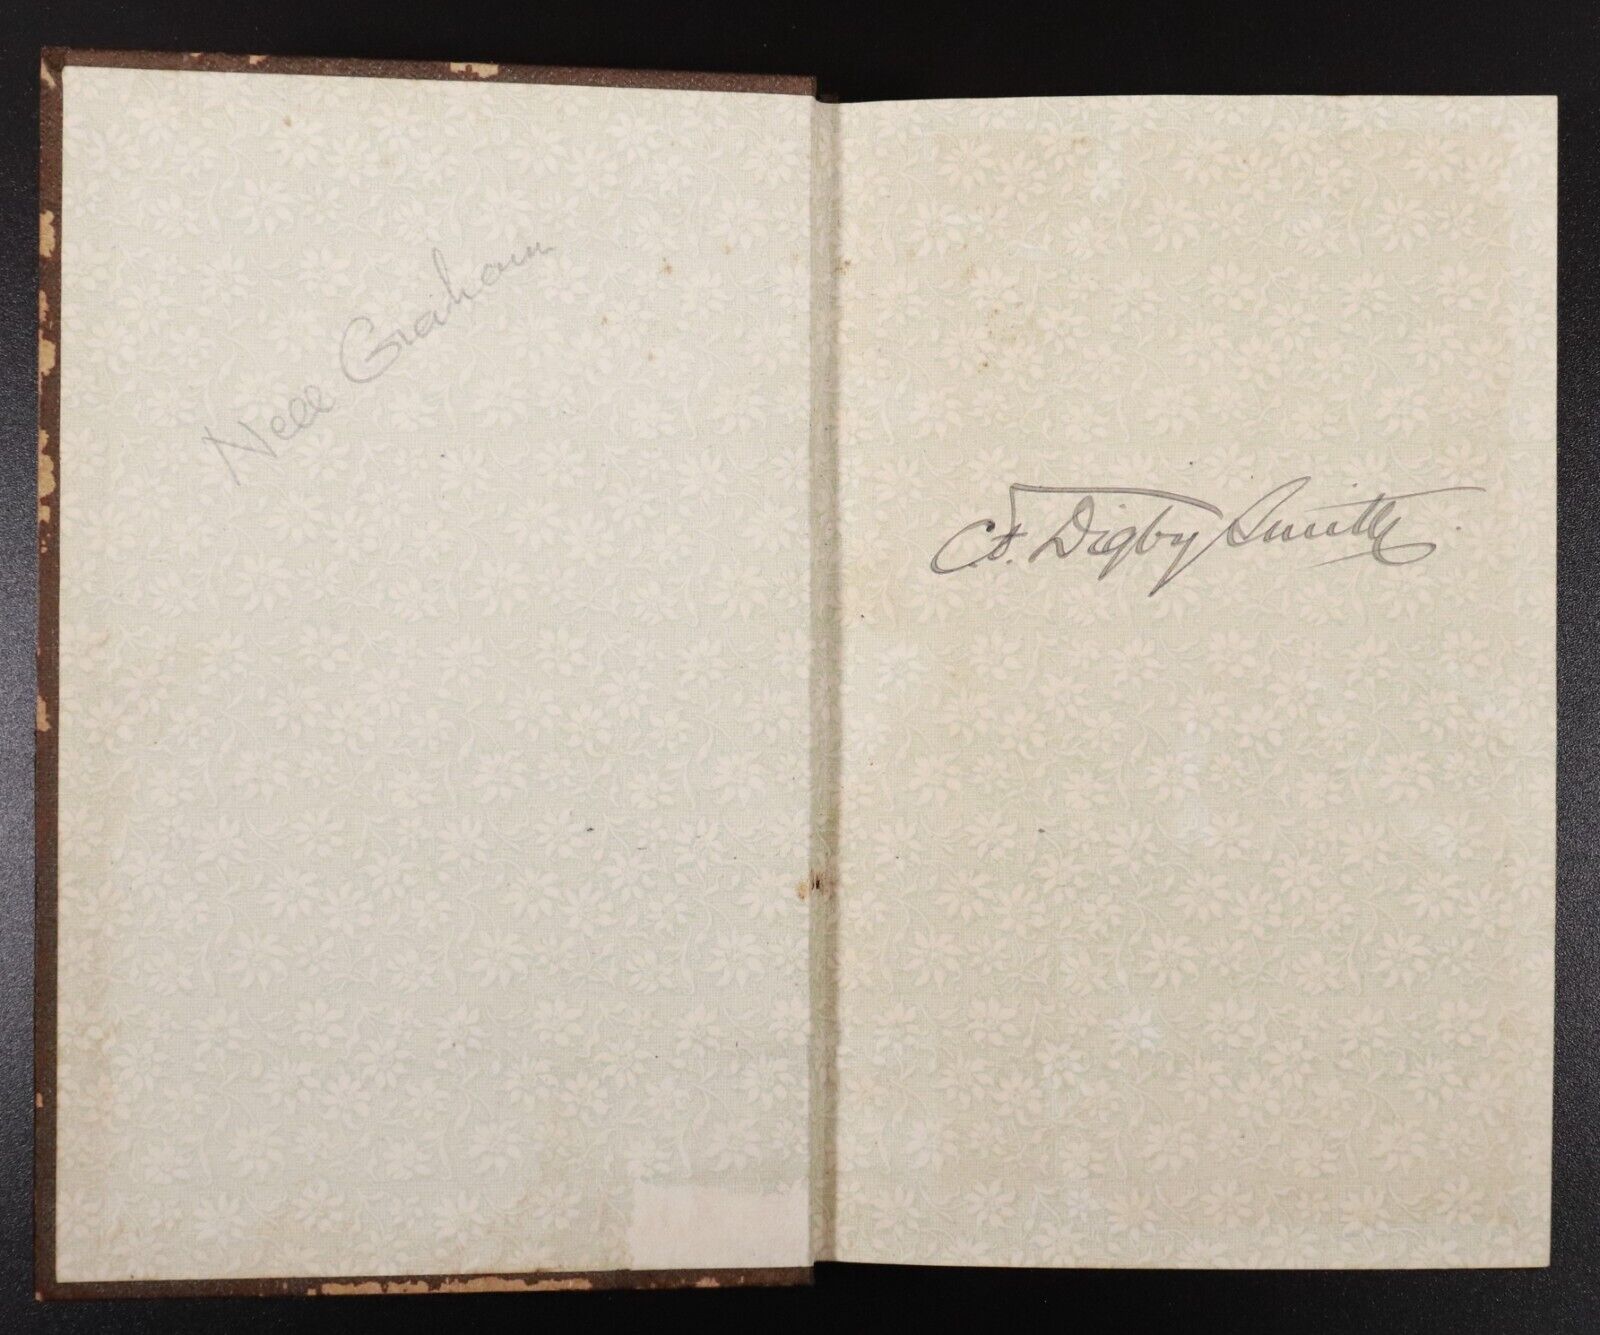 Nell Graham
C. F. Digby Smith